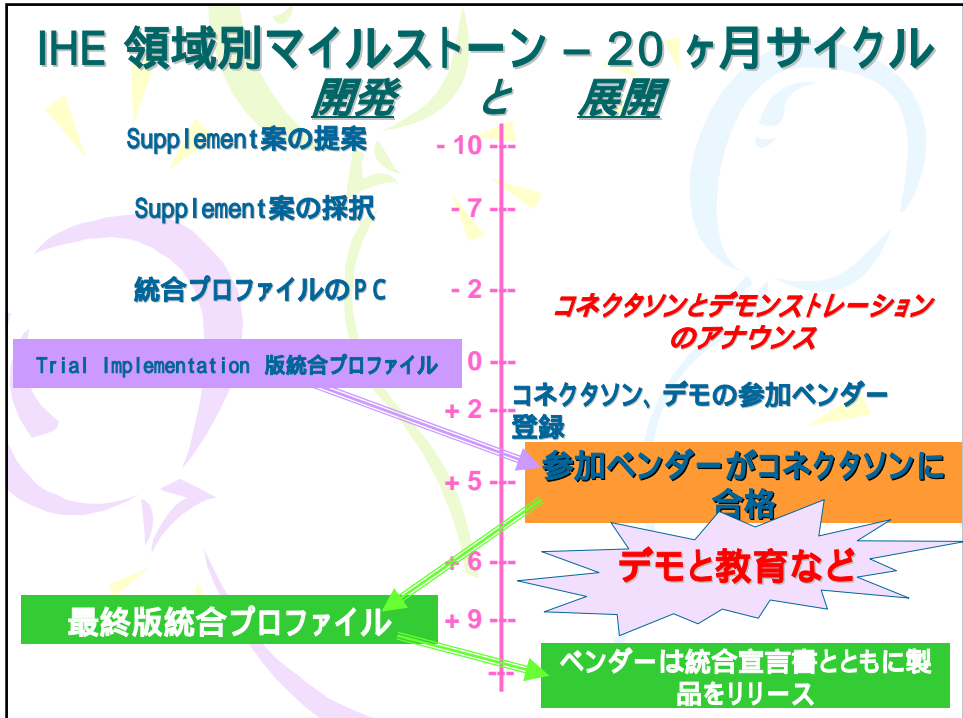 IHE 領域別マイルストーン – 20 ヶ月サイクル
開発 と 展開
Supplement案の提案
- 10 ---
Supplement案の採択
- 7 ---
統合プロファイルのPC
- 2 ---
コネクタソンとデモンストレーション
のアナウンス
Trial Implementation 版統合プロファイル
0 ---
コネクタソン、デモの参加ベンダー
登録
+ 2 ---
参加ベンダーがコネクタソンに
合格
+ 5 ---
デモと教育など
+ 6 ---
最終版統合プロファイル
+ 9 ---
ベンダーは統合宣言書とともに製
品をリリース
---